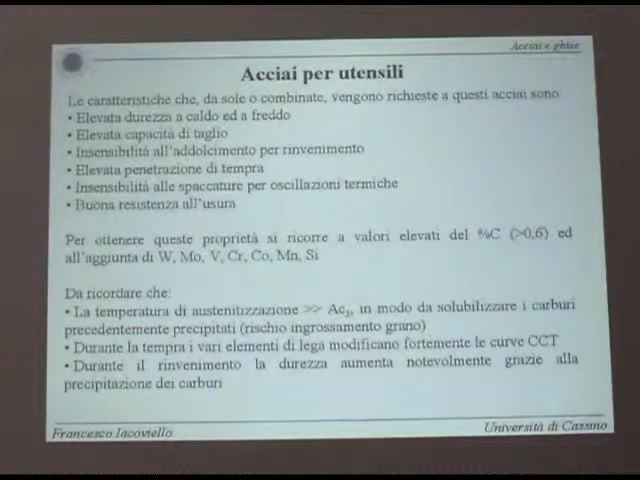 Acciai e ghise
Acciai per utensili
Le caratteristiche che, da sole o combinate, vengono richieste a questi acciai sono
• Elevata durezza a caldo ed a freddo
• Elevata capacità di taglio
• Insensibilità all'addolcimento per rinvenimento
• Elevata penetrazione di tempra
• Insensibilità alle spaccature per oscillazioni termiche
• Buona resistenza all'usura
Per ottenere queste proprietà si ricorre a valori elevati del %C (>0,6) ed
all'aggiunta di W, Mo, V, Cr, Co, Mn, Si
Da ricordare che:
• La temperatura di austenitizzazione >> Ac3, in modo da solubilizzare i carburi
precedentemente precipitati (rischio ingrossamento grano)
• Durante la tempra i vari elementi di lega modificano fortemente le curve CCT
• Durante il rinvenimento la durezza aumenta notevolmente grazie alla
precipitazione dei carburi
Francesco Iacoviello
Università di Cassino